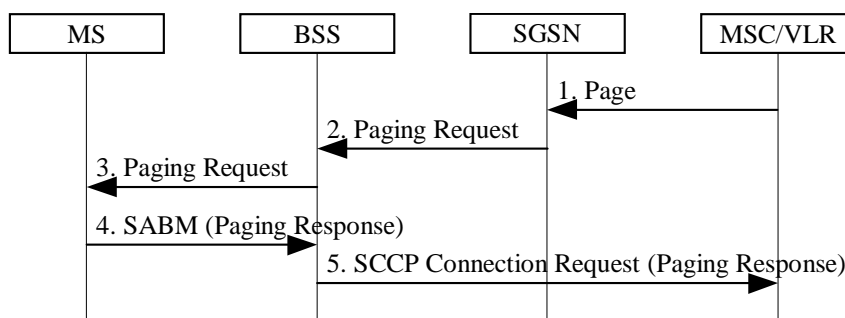 MS
BSS
SGSN
MSC/VLR
1. Page
2. Paging Request
3. Paging Request
4. SABM (Paging Response)
5. SCCP Connection Request (Paging Response)